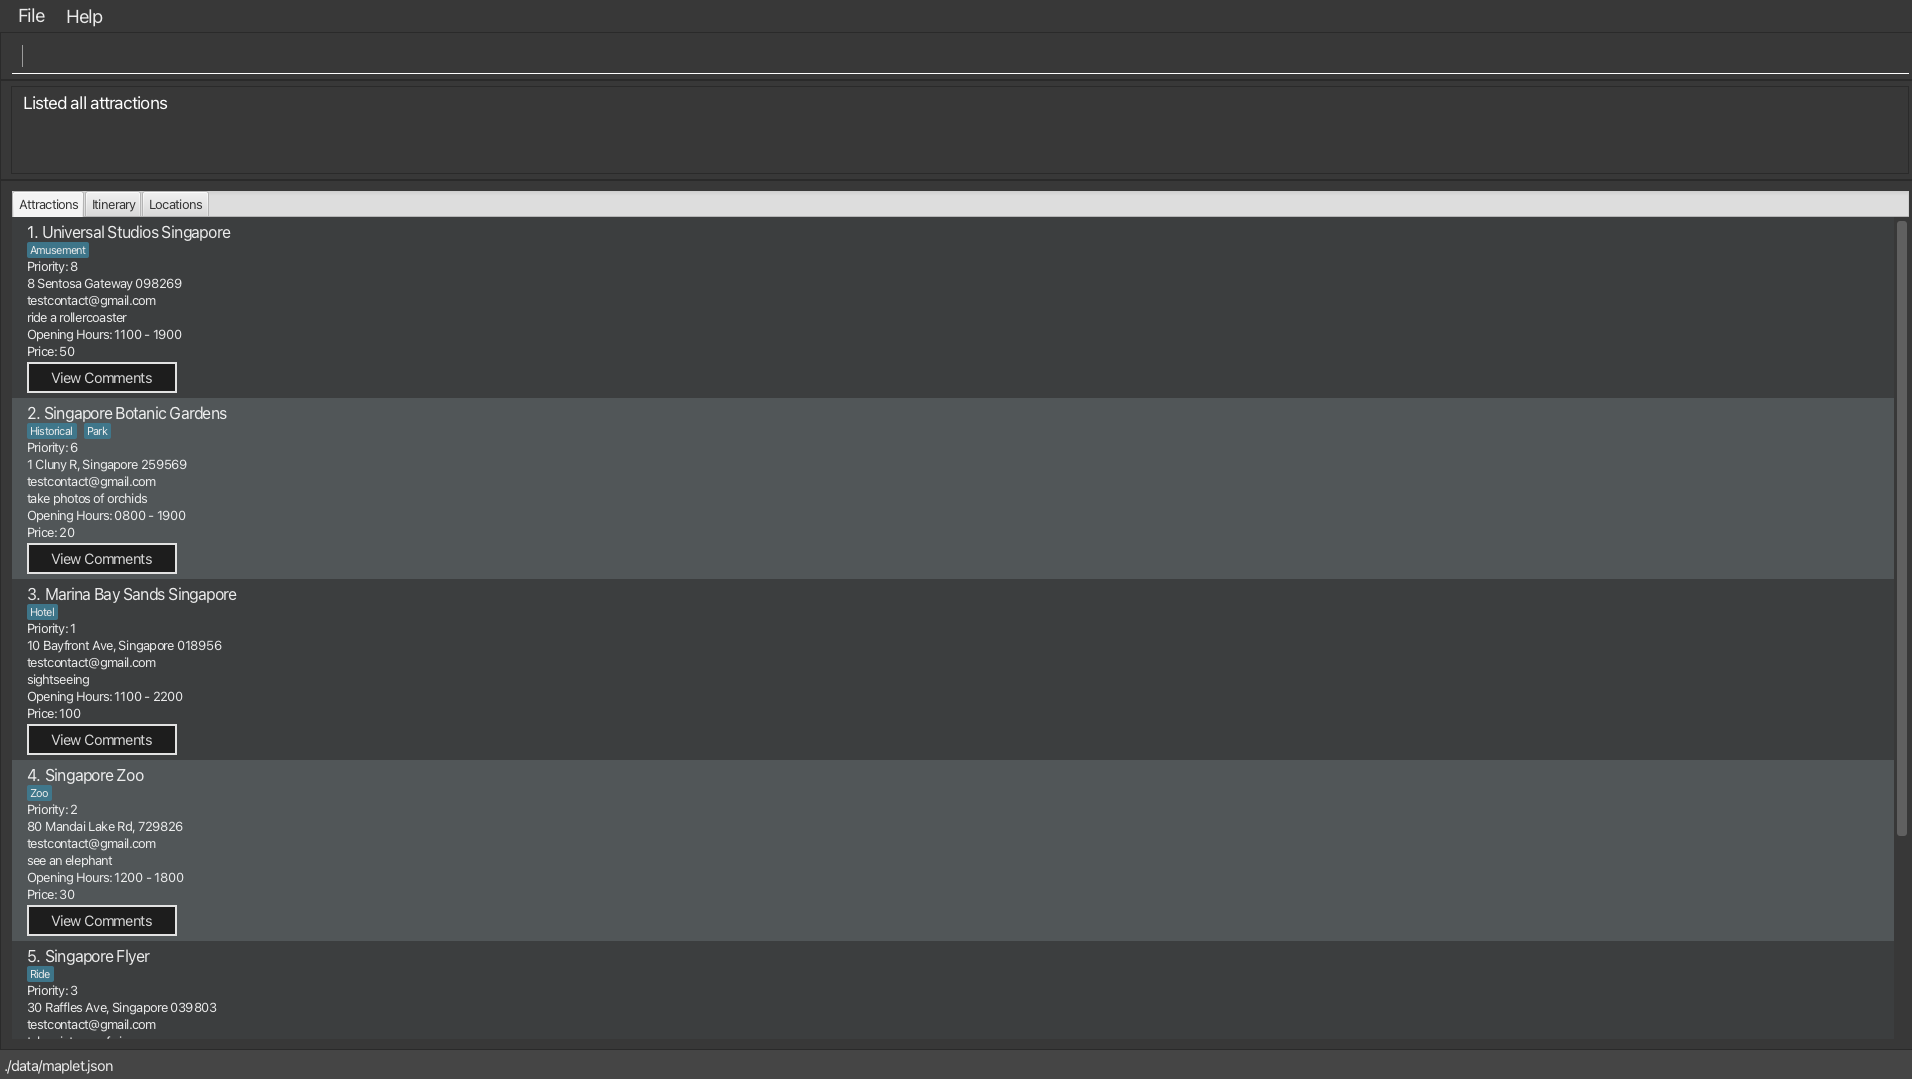 File Help
Listed all attractions
Attractions Itinerary Locations
1. Universal Studios Singapore
Amusement
Priority: 8
8 Sentosa Gateway 098269
testcontact@gmail.com
ride a rollercoaster
Opening Hours: 1100 - 1900
Price: 50
View Comments
2. Singapore Botanic Gardens
Historical Park
Priority: 6
1 Cluny R, Singapore 259569
testcontact@gmail.com
take photos of orchids
Opening Hours: 0800 - 1900
Price: 20
View Comments
3. Marina Bay Sands Singapore
Hotel
Priority: 1
10 Bayfront Ave, Singapore 018956
testcontact@gmail.com
sightseeing
Opening Hours: 1100 - 2200
Price: 100
View Comments
4. Singapore Zoo
Zoo
Priority: 2
80 Mandai Lake Rd, 729826
testcontact@gmail.com
see an elephant
Opening Hours: 1200 - 1800
Price: 30
View Comments
5. Singapore Flyer
Ride
Priority: 3
30 Raffles Ave, Singapore 039803
testcontact@gmail.com
./data/maplet.json